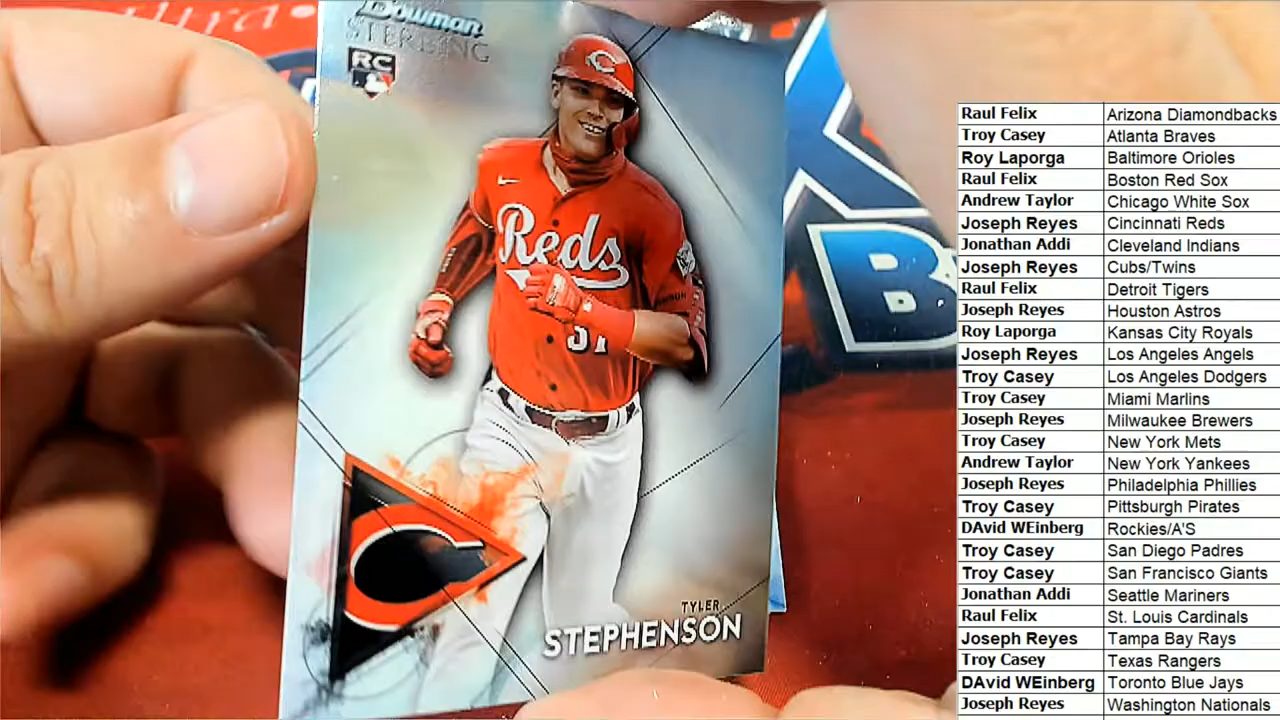 Bowman
STERLING
RC
Reds
37
TYLER
STEPHENSON
B
Raul Felix Arizona Diamondbacks
Troy Casey Atlanta Braves
Roy Laporga Baltimore Orioles
Raul Felix Boston Red Sox
Andrew Taylor Chicago White Sox
Joseph Reyes Cincinnati Reds
Jonathan Addi Cleveland Indians
Joseph Reyes Cubs/Twins
Raul Felix Detroit Tigers
Joseph Reyes Houston Astros
Roy Laporga Kansas City Royals
Joseph Reyes Los Angeles Angels
Troy Casey Los Angeles Dodgers
Troy Casey Miami Marlins
Joseph Reyes Milwaukee Brewers
Troy Casey New York Mets
Andrew Taylor New York Yankees
Joseph Reyes Philadelphia Phillies
Troy Casey Pittsburgh Pirates
DAvid WEinberg Rockies/A'S
Troy Casey San Diego Padres
Troy Casey San Francisco Giants
Jonathan Addi Seattle Mariners
Raul Felix St. Louis Cardinals
Joseph Reyes Tampa Bay Rays
Troy Casey Texas Rangers
DAvid WEinberg Toronto Blue Jays
Joseph Reyes Washington Nationals